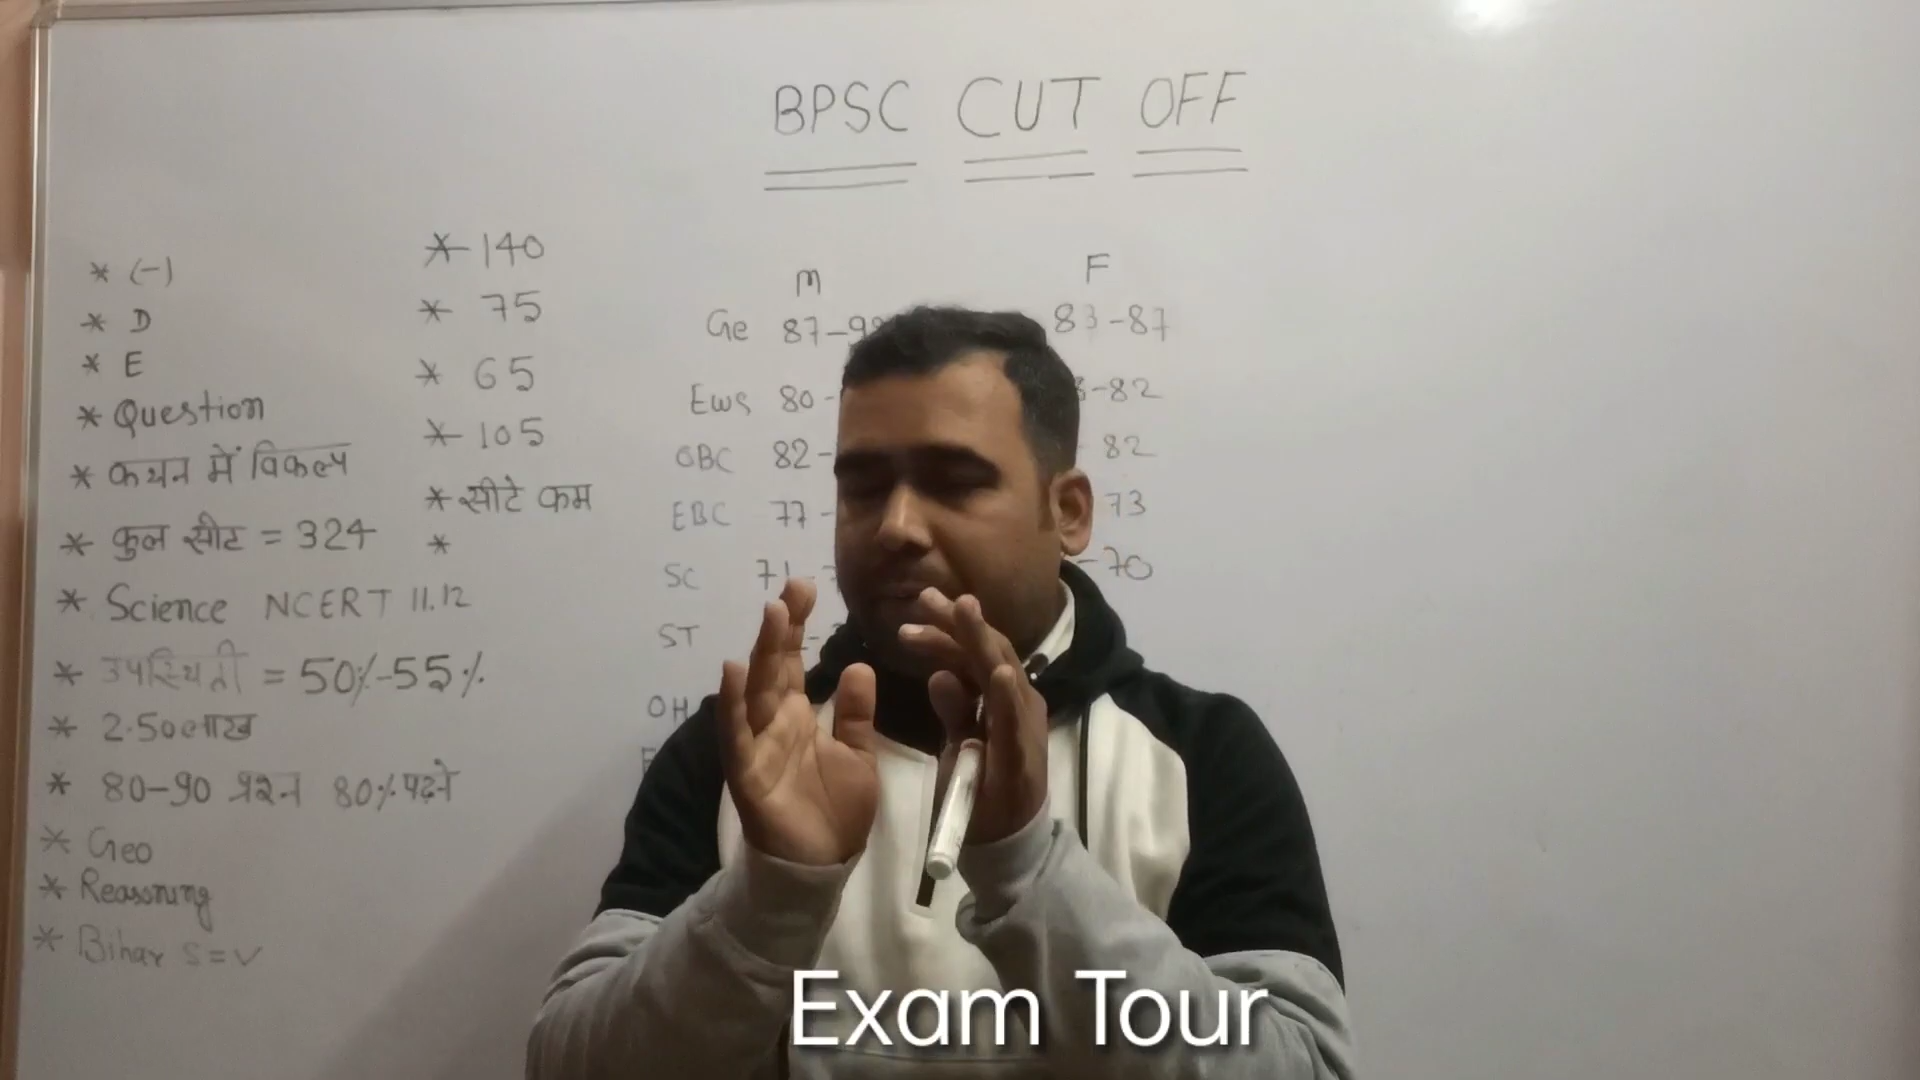 BPSC CUT OFF
* (-)
* D
* E
* Question
* कथन में विकल्प
* कुल सीट = 324
* Science NCERT 11.12
* उपस्थिती = 50%-55%
* 2.50 लाख
* 80-90 प्रश्न 80% पढ़ने
* Geo
* Reasoning
* Bihar S=V
* 140
* 75
* 65
* 105
* सीटे कम
*
M F
Ge 87-9 83-87
Ews 80- -82
OBC 82- 82
EBC 77- 73
SC 71- -70
ST
OH
Exam Tour